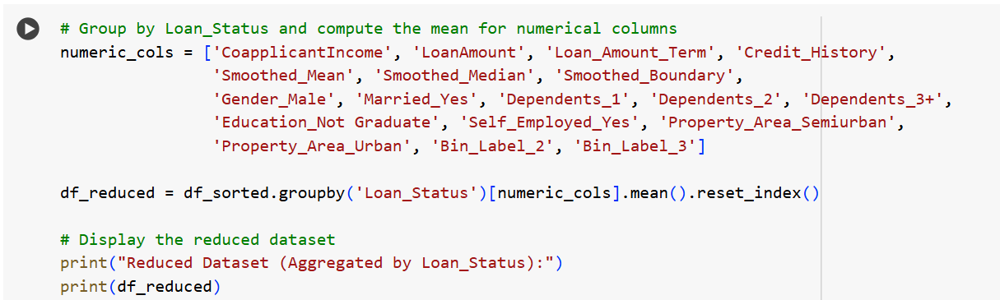 # Group by Loan_Status and compute the mean for numerical columns
numeric_cols = ['CoapplicantIncome', 'LoanAmount', 'Loan_Amount_Term', 'Credit_History',
'Smoothed_Mean', 'Smoothed_Median', 'Smoothed_Boundary',
'Gender_Male', 'Married_Yes', 'Dependents_1', 'Dependents_2', 'Dependents_3+',
'Education_Not Graduate', 'Self_Employed_Yes', 'Property_Area_Semiurban',
'Property_Area_Urban', 'Bin_Label_2', 'Bin_Label_3']
df_reduced = df_sorted.groupby('Loan_Status')[numeric_cols].mean().reset_index()
# Display the reduced dataset
print("Reduced Dataset (Aggregated by Loan_Status):")
print(df_reduced)